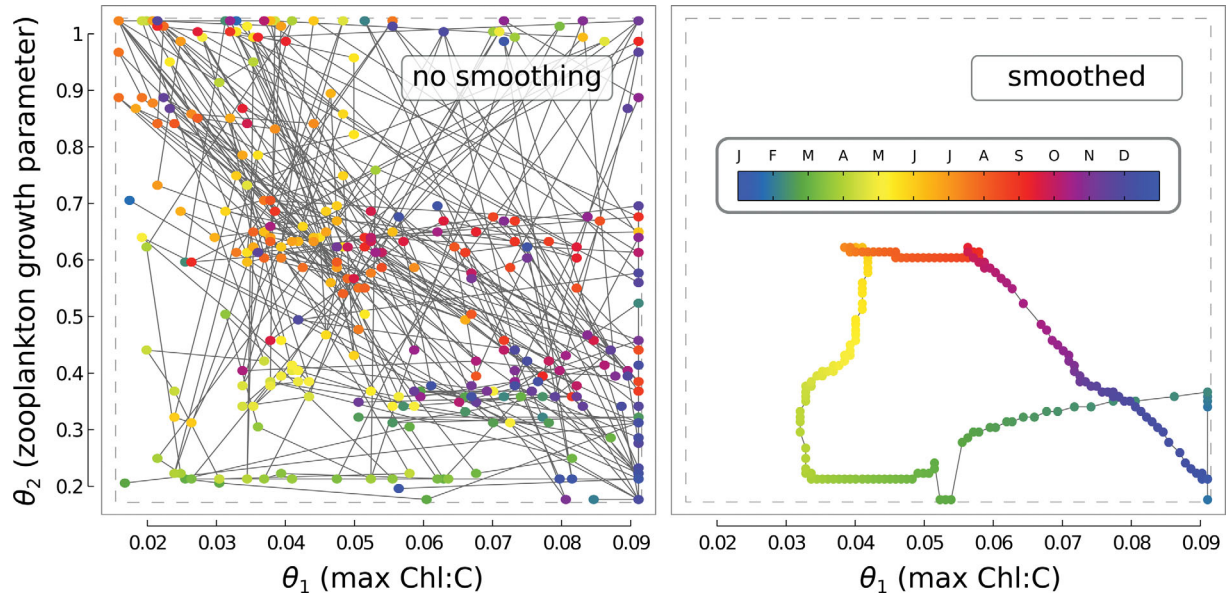 no smoothing
smoothed
J F M A M J J A S O N D
θ2 (zooplankton growth parameter)
1
0.9
0.8
0.7
0.6
0.5
0.4
0.3
0.2
0.02 0.03 0.04 0.05 0.06 0.07 0.08 0.09
0.02 0.03 0.04 0.05 0.06 0.07 0.08 0.09
θ1 (max Chl:C)
θ1 (max Chl:C)